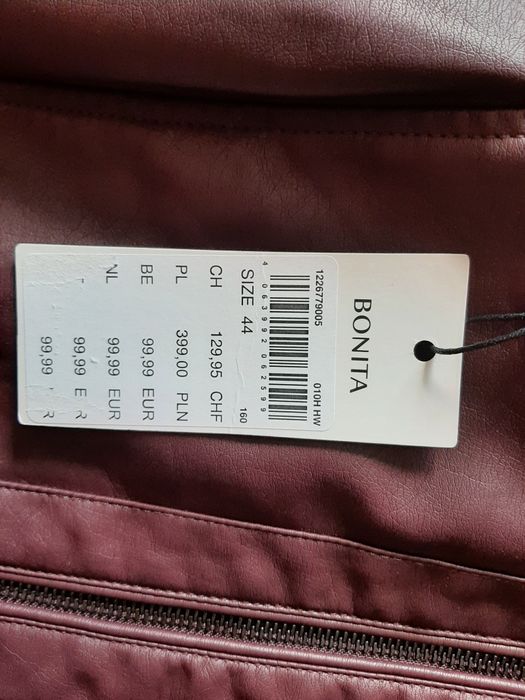 BONITA
1226779005 010H HW
4 063992 062599
SIZE 44 160
CH 129,95 CHF
PL 399,00 PLN
BE 99,99 EUR
NL 99,99 EUR
99,99
99,99